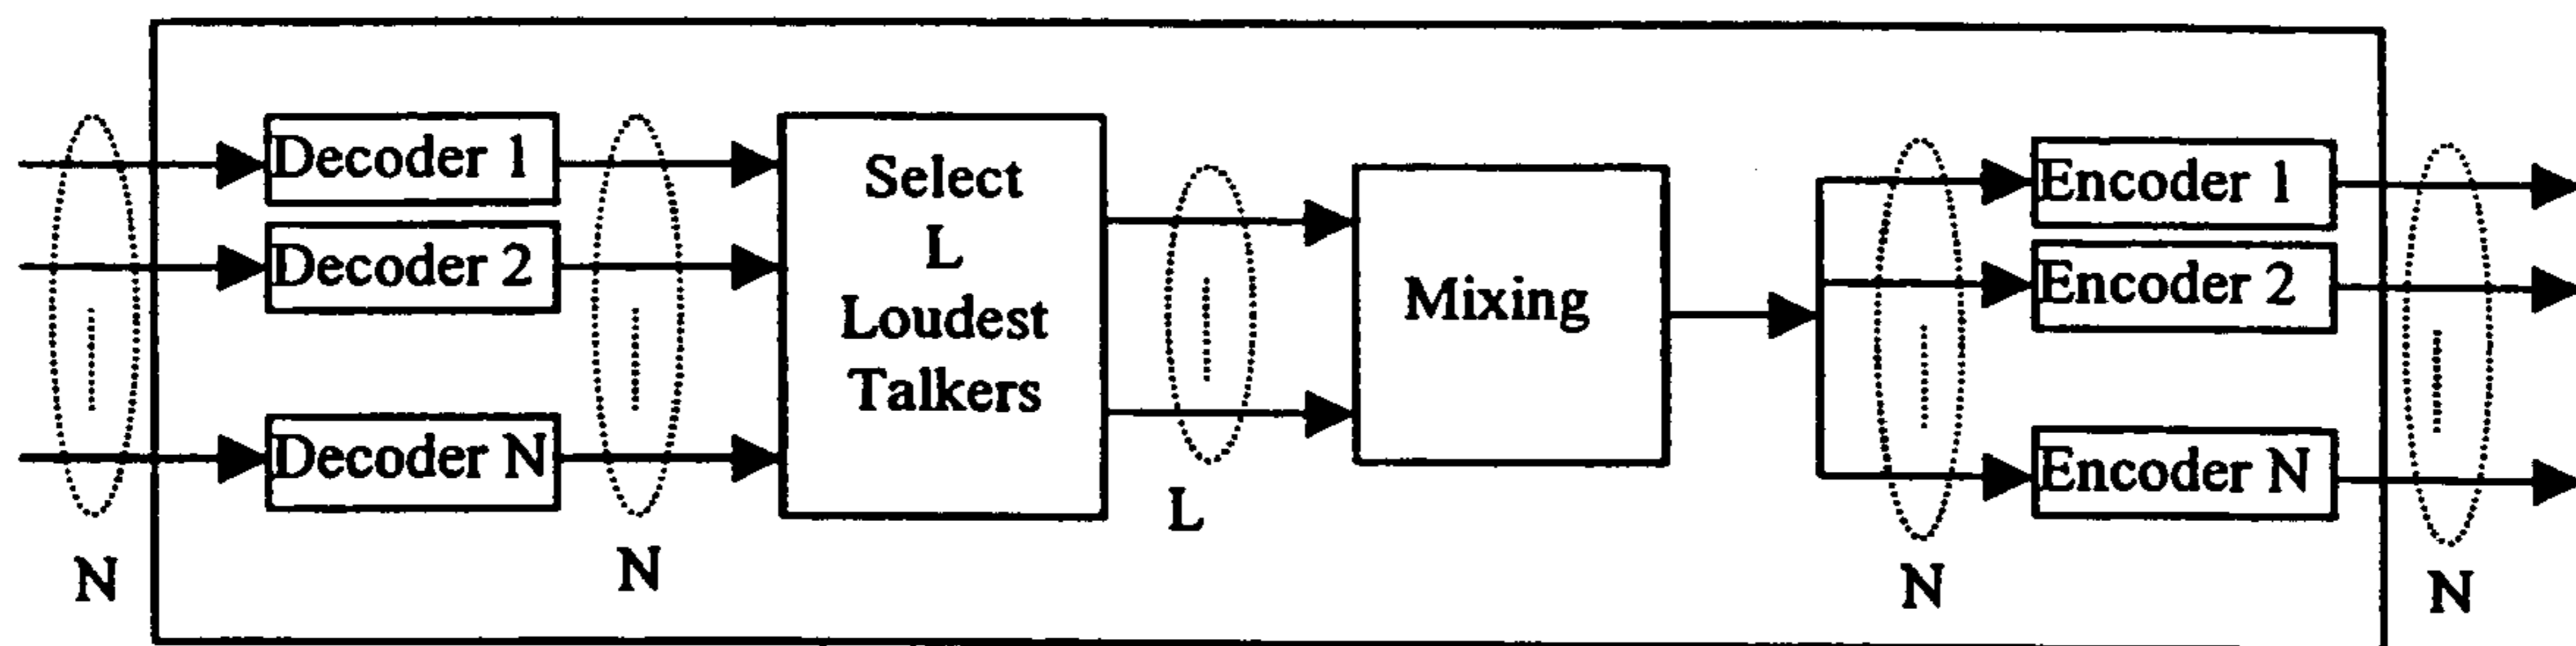 Decoder 1
Decoder 2
Decoder N
N
N
Select
L
Loudest
Talkers
L
Mixing
N
Encoder 1
Encoder 2
Encoder N
N